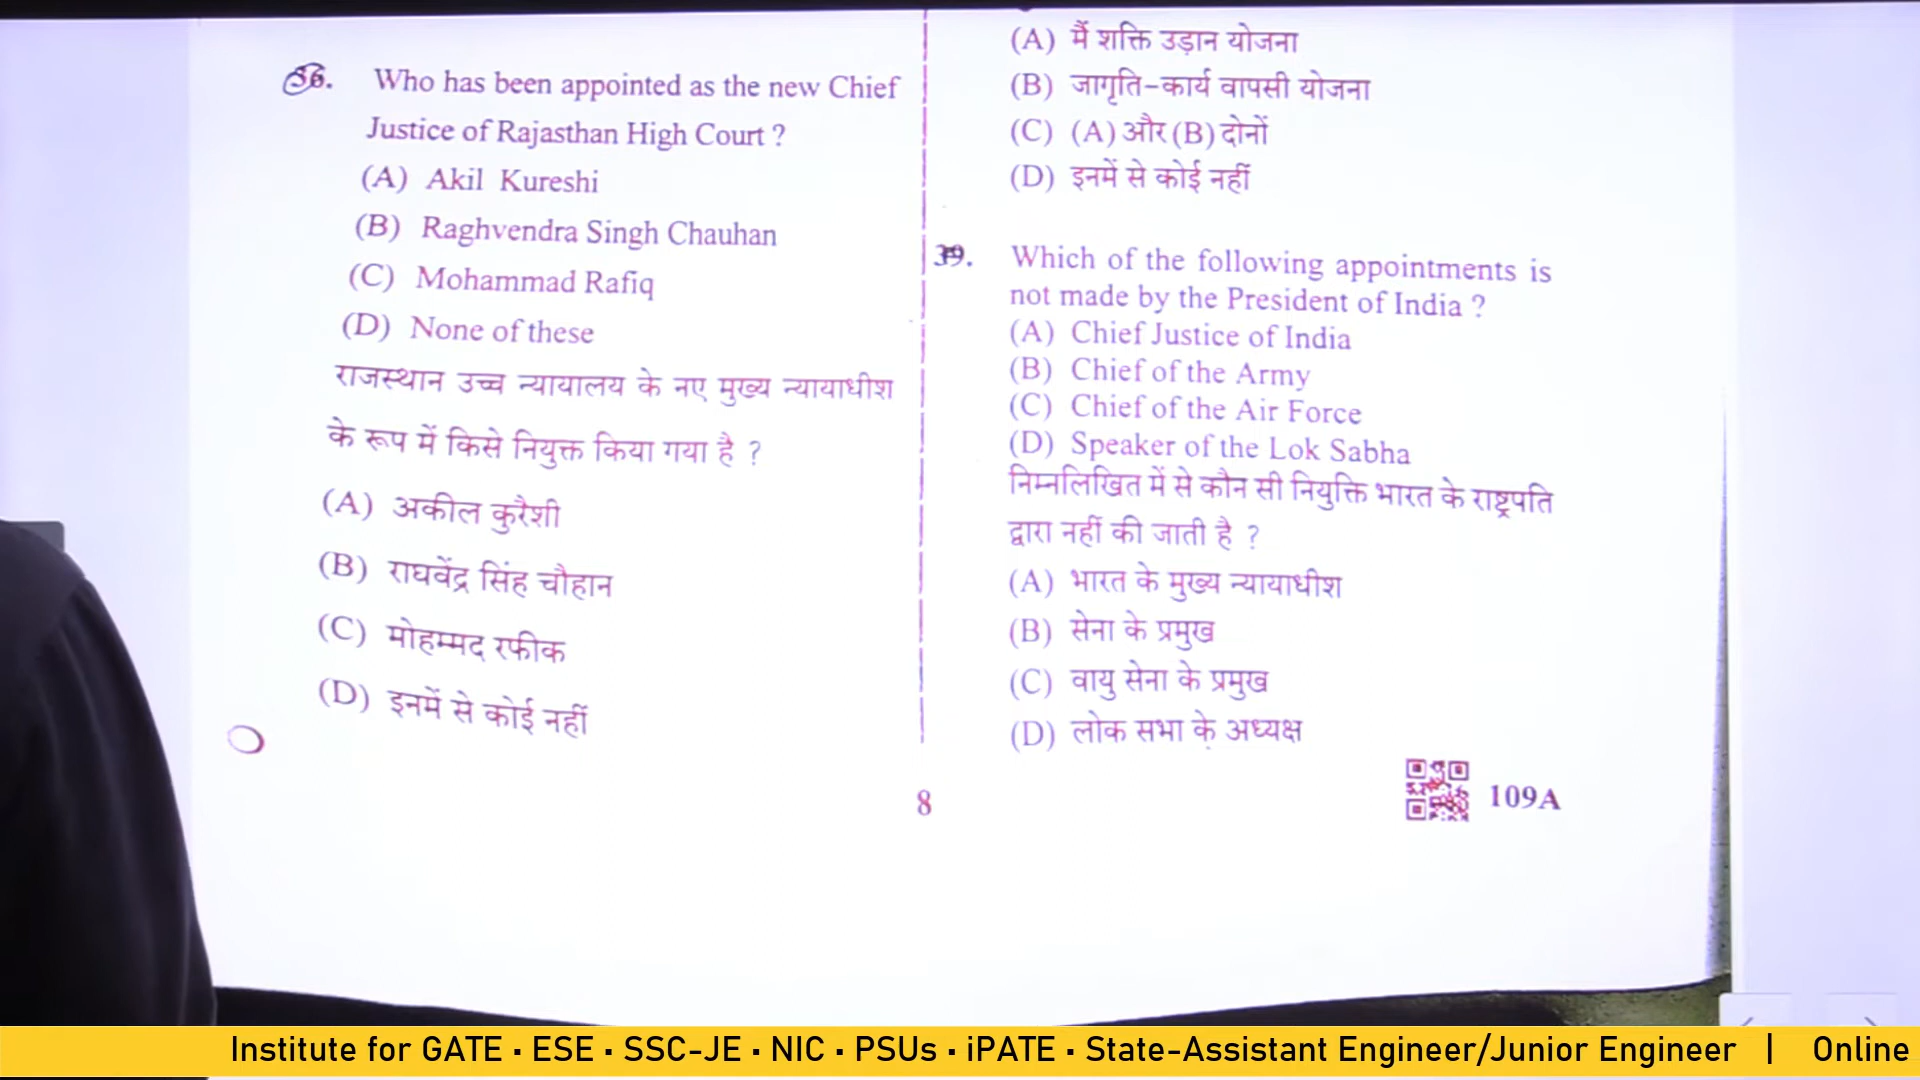 36. Who has been appointed as the new Chief
Justice of Rajasthan High Court ?
(A) Akil Kureshi
(B) Raghvendra Singh Chauhan
(C) Mohammad Rafiq
(D) None of these
राजस्थान उच्च न्यायालय के नए मुख्य न्यायाधीश
के रूप में किसे नियुक्त किया गया है ?
(A) अकील कुरैशी
(B) राघवेंद्र सिंह चौहान
(C) मोहम्मद रफीक
(D) इनमें से कोई नहीं
(A) मैं शक्ति उड़ान योजना
(B) जागृति-कार्य वापसी योजना
(C) (A) और (B) दोनों
(D) इनमें से कोई नहीं
39. Which of the following appointments is
not made by the President of India ?
(A) Chief Justice of India
(B) Chief of the Army
(C) Chief of the Air Force
(D) Speaker of the Lok Sabha
निम्नलिखित में से कौन सी नियुक्ति भारत के राष्ट्रपति
द्वारा नहीं की जाती है ?
(A) भारत के मुख्य न्यायाधीश
(B) सेना के प्रमुख
(C) वायु सेना के प्रमुख
(D) लोक सभा के अध्यक्ष
8
109A
Institute for GATE ▪ ESE ▪ SSC-JE ▪ NIC ▪ PSUs ▪ iPATE ▪ State-Assistant Engineer/Junior Engineer | Online